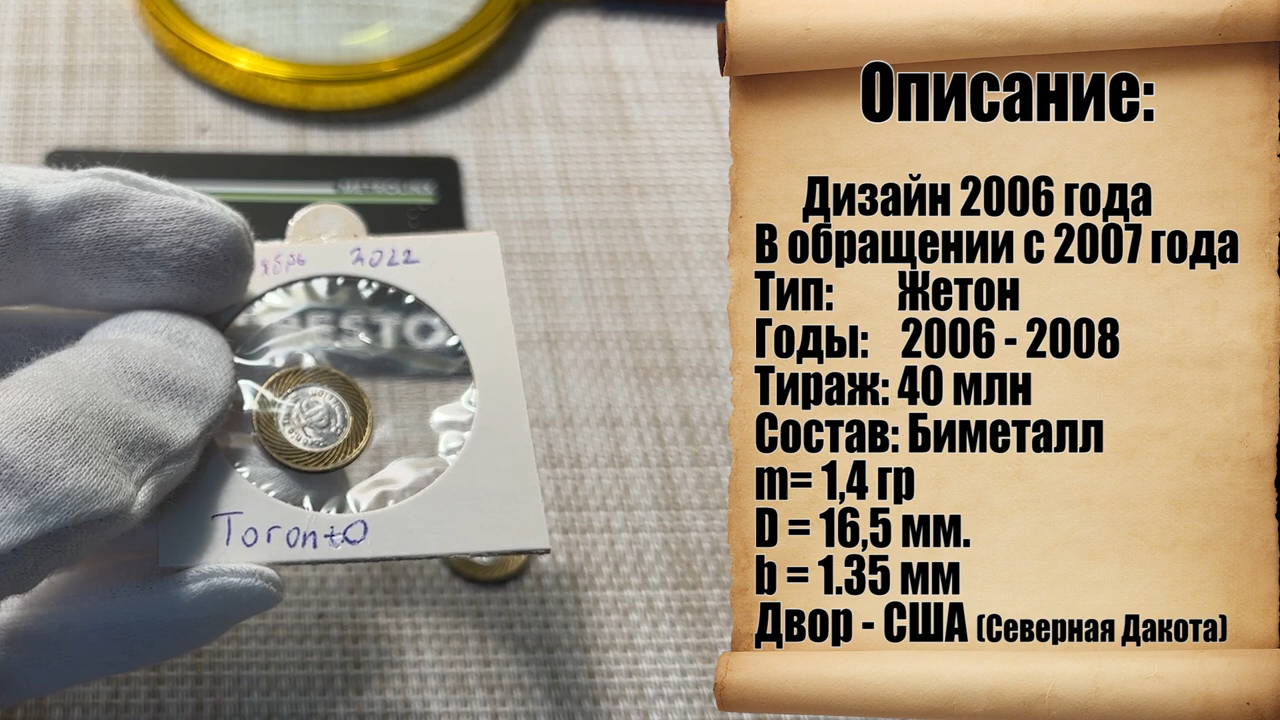 2022
PRESTO
Toronto
Описание:
Дизайн 2006 года
В обращении с 2007 года
Тип: Жетон
Годы: 2006 - 2008
Тираж: 40 млн
Состав: Биметалл
m= 1,4 гр
D = 16,5 мм.
b = 1.35 мм
Двор - США (Северная Дакота)